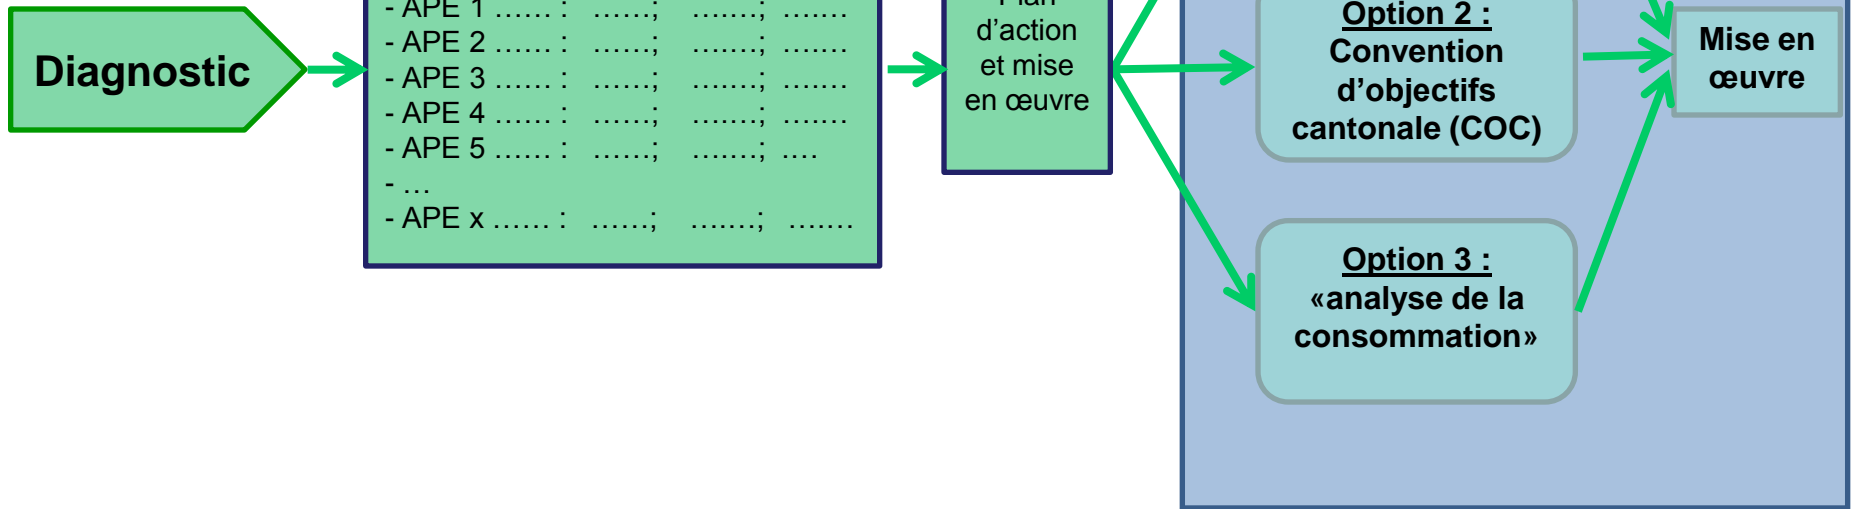 Diagnostic
- APE 1 …… : ……; …….; …….
- APE 2 …… : ……; …….; …….
- APE 3 …… : ……; …….; …….
- APE 4 …… : ……; …….; …….
- APE 5 …… : ……; …….; ….
- …
- APE x …… : ……; …….; …….
Plan
d’action
et mise
en œuvre
Option 2 :
Convention
d’objectifs
cantonale (COC)
Option 3 :
«analyse de la
consommation»
Mise en
œuvre